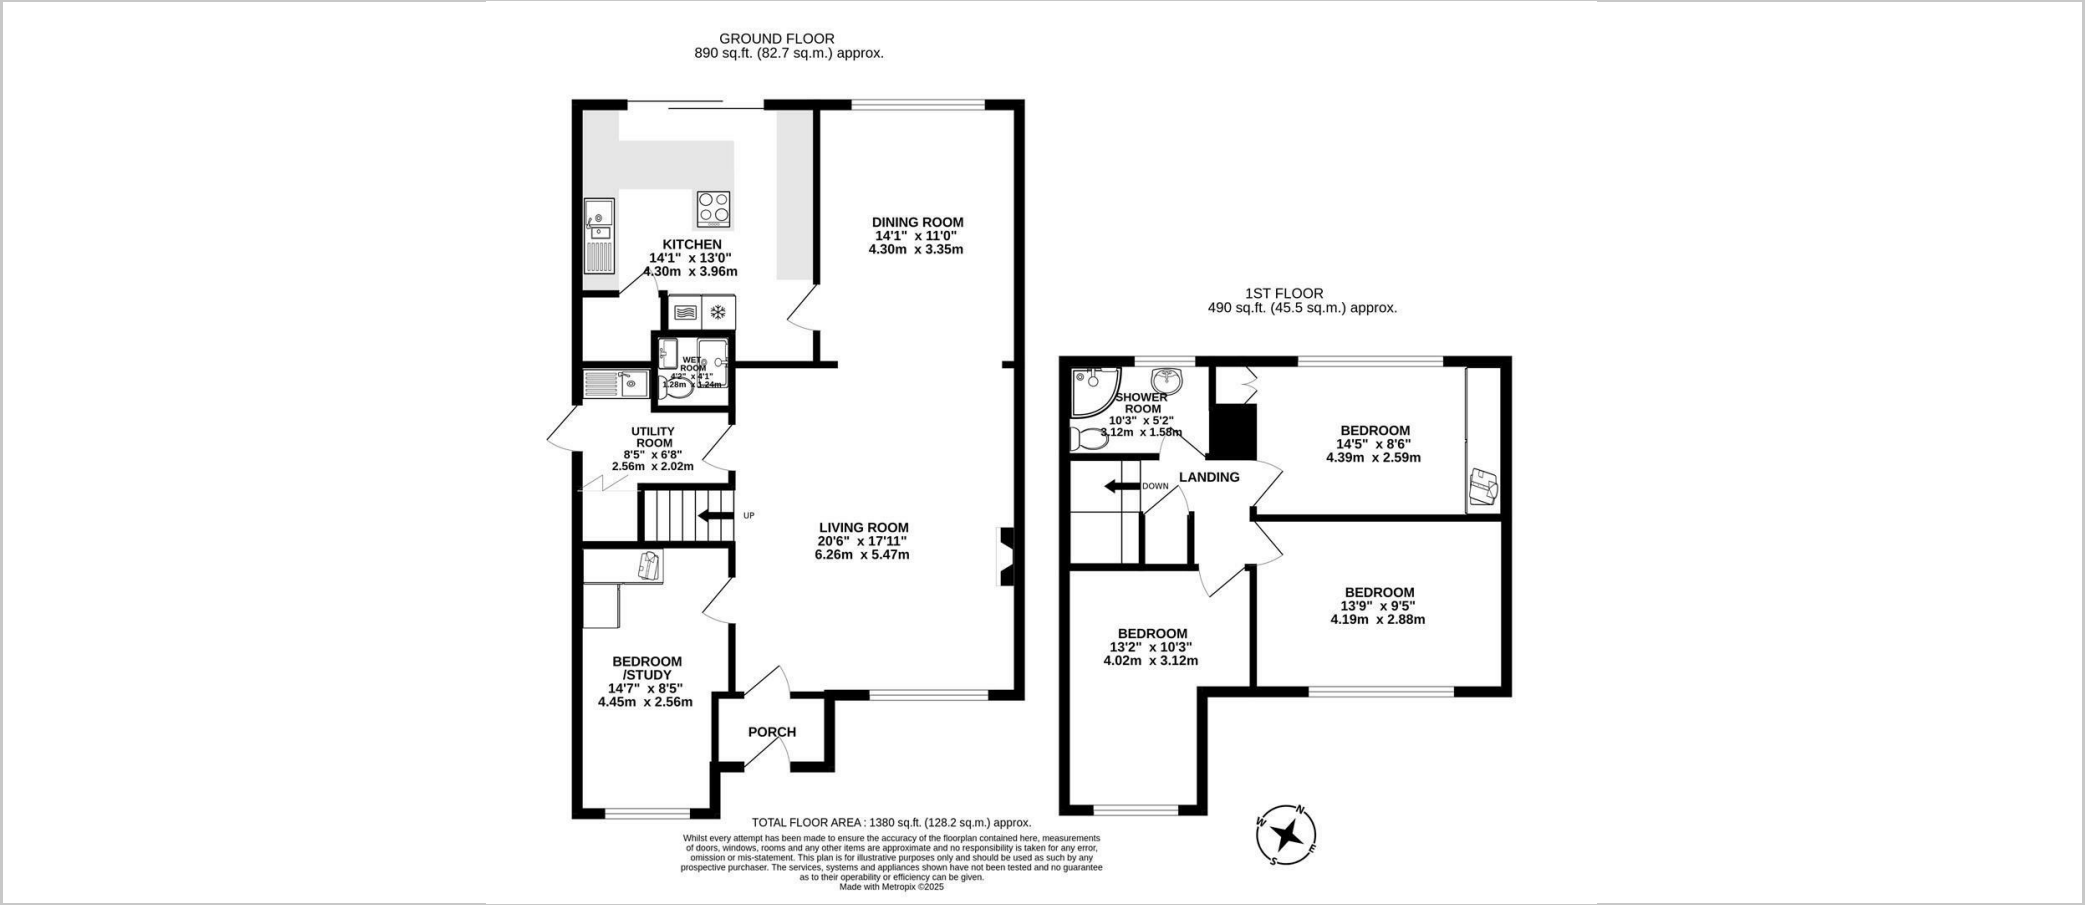 GROUND FLOOR
890 sq.ft. (82.7 sq.m.) approx.
KITCHEN
14'1" x 13'0"
4.30m x 3.96m
DINING ROOM
14'1" x 11'0"
4.30m x 3.35m
WET
ROOM
4'2" x 4'1"
1.28m x 1.24m
UTILITY
ROOM
8'5" x 6'8"
2.56m x 2.02m
UP
LIVING ROOM
20'6" x 17'11"
6.26m x 5.47m
BEDROOM
/STUDY
14'7" x 8'5"
4.45m x 2.56m
PORCH
1ST FLOOR
490 sq.ft. (45.5 sq.m.) approx.
SHOWER
ROOM
10'3" x 5'2"
3.12m x 1.58m
BEDROOM
14'5" x 8'6"
4.39m x 2.59m
LANDING
DOWN
BEDROOM
13'9" x 9'5"
4.19m x 2.88m
BEDROOM
13'2" x 10'3"
4.02m x 3.12m
N
W
E
S
TOTAL FLOOR AREA : 1380 sq.ft. (128.2 sq.m.) approx.
Whilst every attempt has been made to ensure the accuracy of the floorplan contained here, measurements
of doors, windows, rooms and any other items are approximate and no responsibility is taken for any error,
omission or mis-statement. This plan is for illustrative purposes only and should be used as such by any
prospective purchaser. The services, systems and appliances shown have not been tested and no guarantee
as to their operability or efficiency can be given.
Made with Metropix ©2025